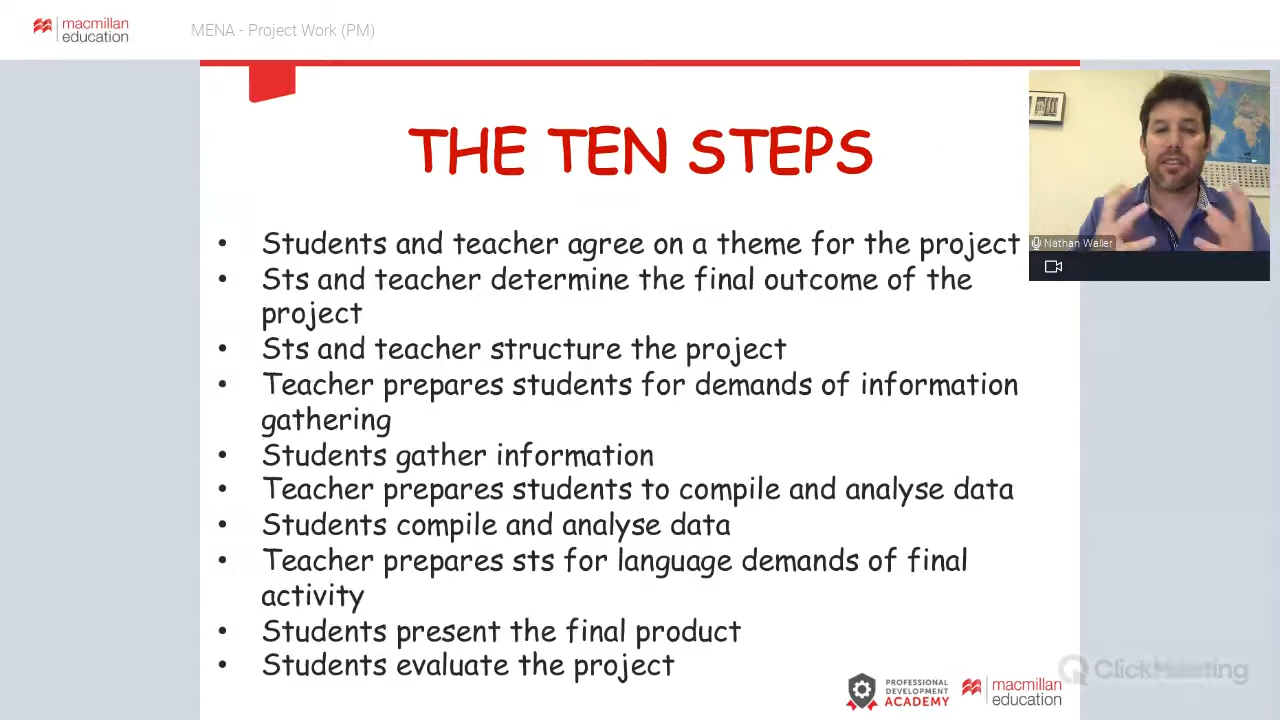 macmillan
education
MENA - Project Work (PM)
THE TEN STEPS
• Students and teacher agree on a theme for the project
• Sts and teacher determine the final outcome of the
project
• Sts and teacher structure the project
• Teacher prepares students for demands of information
gathering
• Students gather information
• Teacher prepares students to compile and analyse data
• Students compile and analyse data
• Teacher prepares sts for language demands of final
activity
• Students present the final product
• Students evaluate the project
Nathan Waller
PROFESSIONAL
DEVELOPMENT
ACADEMY
macmillan
education
ClickMeeting